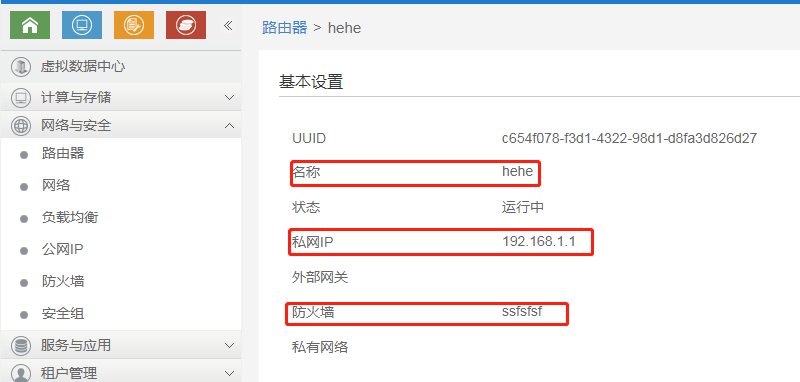 路由器 > hehe
虚拟数据中心
计算与存储
网络与安全
路由器
网络
负载均衡
公网IP
防火墙
安全组
服务与应用
租户管理
基本设置
UUID c654f078-f3d1-4322-98d1-d8fa3d826d27
名称 hehe
状态 运行中
私网IP 192.168.1.1
外部网关
防火墙 ssfsfsf
私有网络